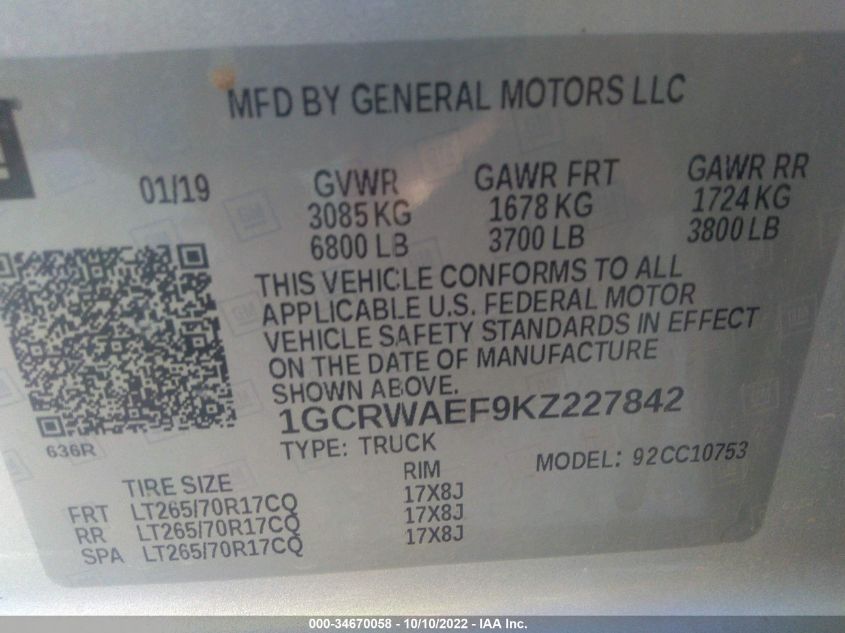 MFD BY GENERAL MOTORS LLC
01/19 GVWR GAWR FRT GAWR RR
3085 KG 1678 KG 1724 KG
6800 LB 3700 LB 3800 LB
THIS VEHICLE CONFORMS TO ALL
APPLICABLE U.S. FEDERAL MOTOR
VEHICLE SAFETY STANDARDS IN EFFECT
ON THE DATE OF MANUFACTURE
SHOWN ABOVE.
1GCRWAEF9KZ227842
636R
TYPE: TRUCK MODEL: 92CC10753
TIRE SIZE RIM
FRT LT265/70R17CQ 17X8J
RR LT265/70R17CQ 17X8J
SPA LT265/70R17CQ 17X8J
000-34670058 - 10/10/2022 - IAA Inc.